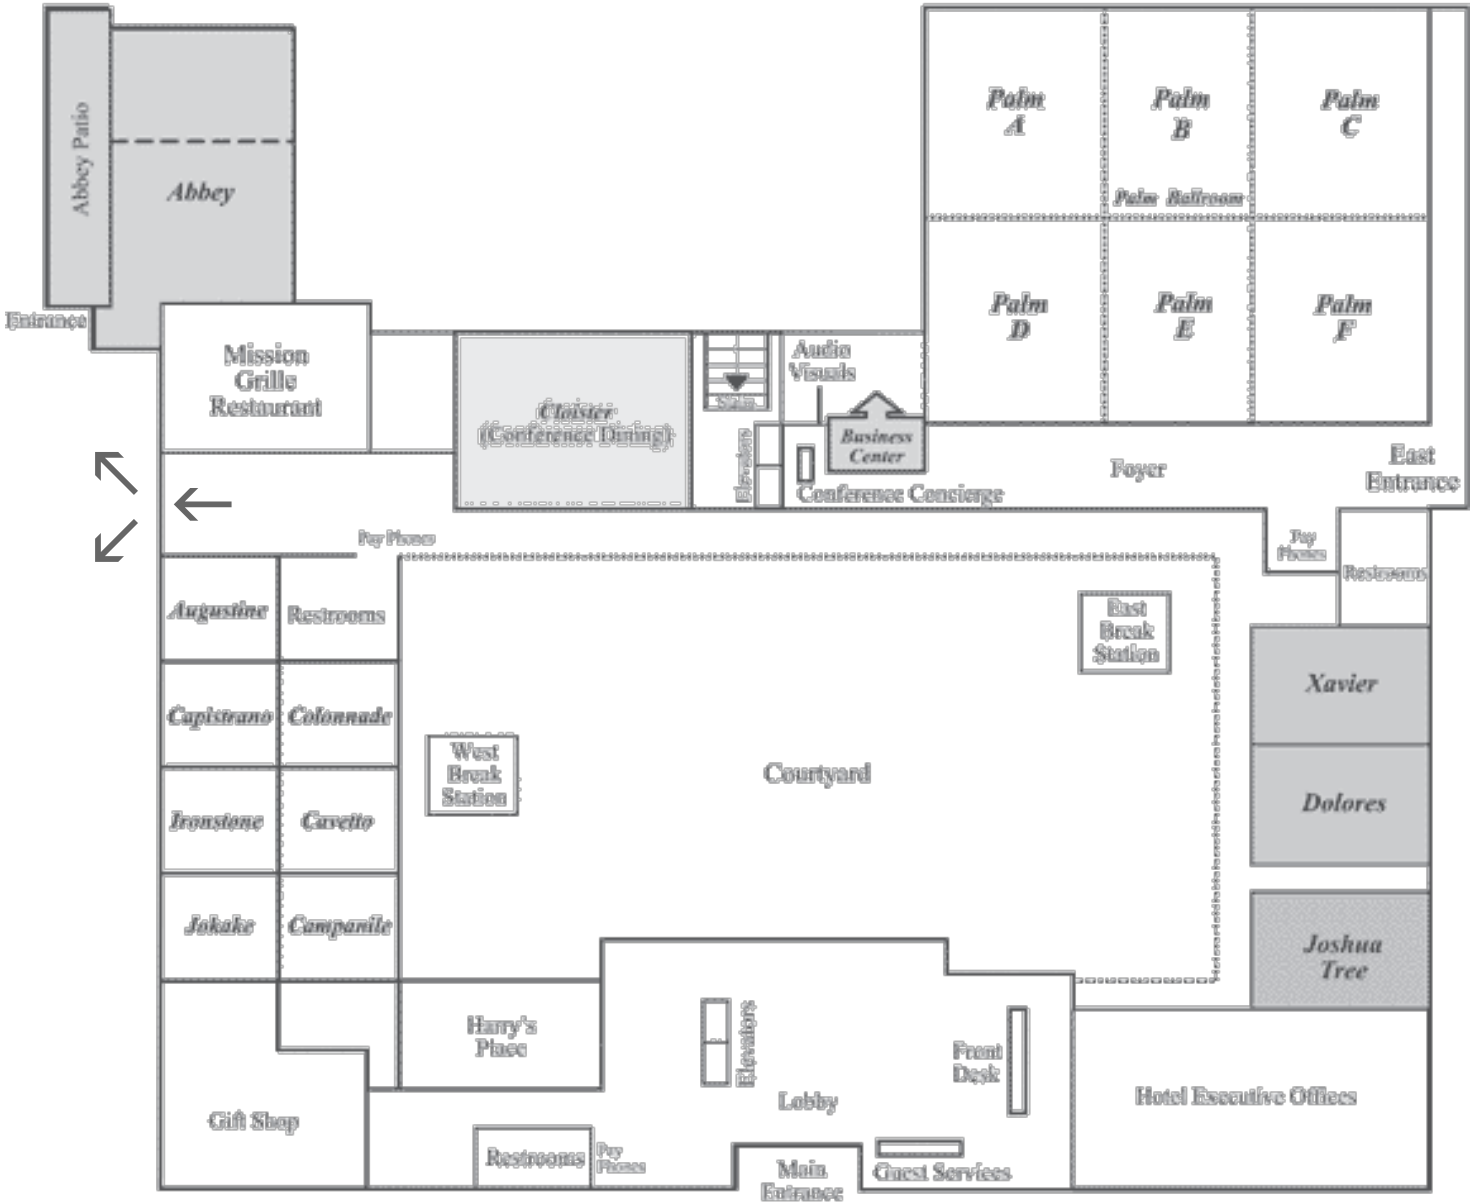 Palm
A
Palm
B
Palm
C
Abbey Patio
Abbey
Palm Ballroom
Entrance
Palm
D
Palm
E
Palm
F
Mission
Grille
Restaurant
Audio
Visuals
Stairs
Cloister
(Conference Dining)
Elevators
Business
Center
Conference Concierge
Foyer
East
Entrance
Pay Phones
Pay
Phones
Restrooms
Augustine
Restrooms
East
Break
Station
Xavier
Capistrano
Colonnade
West
Break
Station
Courtyard
Dolores
Ironstone
Cavetto
Jokake
Campanile
Joshua
Tree
Harry's
Place
Elevators
Front
Desk
Lobby
Hotel Executive Offices
Gift Shop
Restrooms
Pay
Phones
Main
Entrance
Guest Services